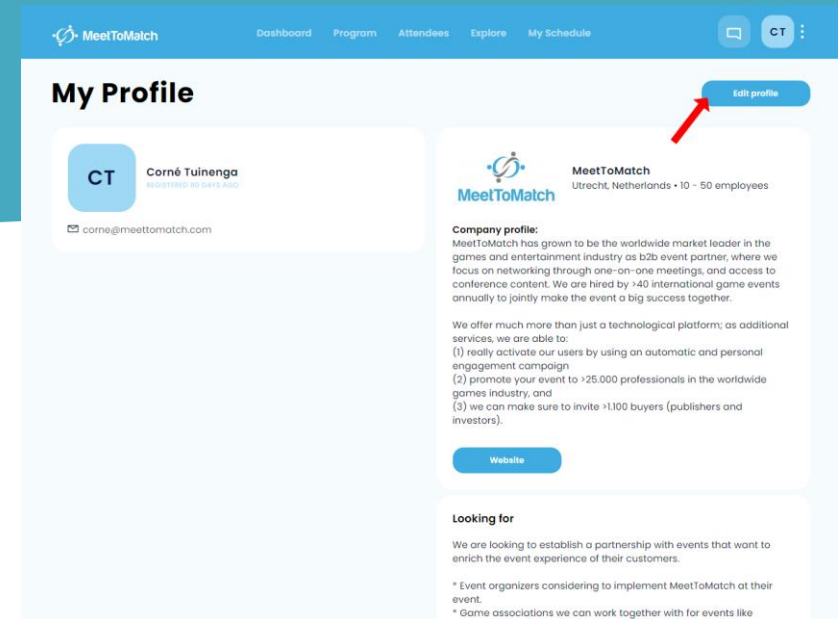 MeetToMatch
Dashboard Program Attendees Explore My Schedule
CT
My Profile
Edit profile
CT
Corné Tuinenga
REGISTERED 80 DAYS AGO
corne@meettomatch.com
MeetToMatch
MeetToMatch
Utrecht, Netherlands • 10 - 50 employees
Company profile:
MeetToMatch has grown to be the worldwide market leader in the
games and entertainment industry as b2b event partner, where we
focus on networking through one-on-one meetings, and access to
conference content. We are hired by >40 international game events
annually to jointly make the event a big success together.
We offer much more than just a technological platform; as additional
services, we are able to:
(1) really activate our users by using an automatic and personal
engagement campaign
(2) promote your event to >25.000 professionals in the worldwide
games industry, and
(3) we can make sure to invite >1.100 buyers (publishers and
investors).
Website
Looking for
We are looking to establish a partnership with events that want to
enrich the event experience of their customers.
* Event organizers considering to implement MeetToMatch at their
event.
* Game associations we can work together with for events like